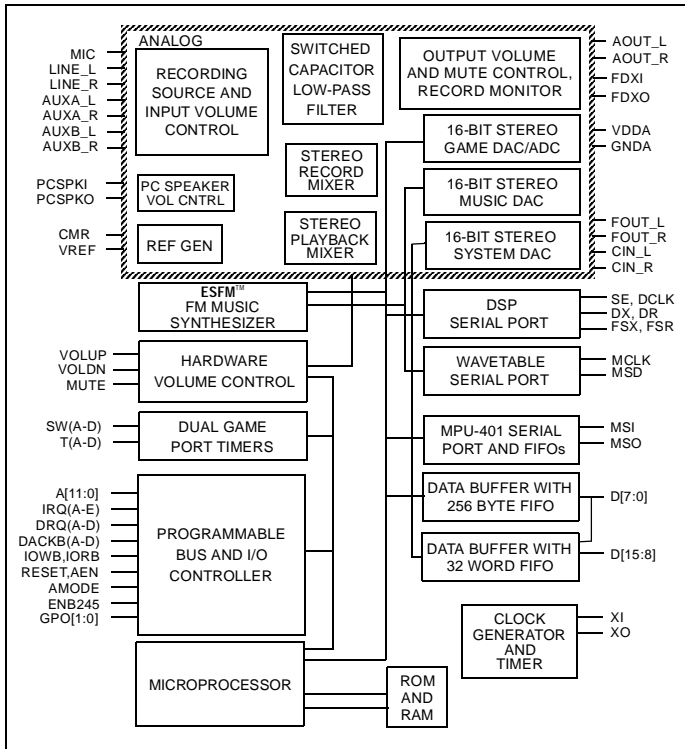 ANALOG
MIC
LINE_L
LINE_R
AUXA_L
AUXA_R
AUXB_L
AUXB_R
RECORDING
SOURCE AND
INPUT VOLUME
CONTROL
SWITCHED
CAPACITOR
LOW-PASS
FILTER
OUTPUT VOLUME
AND MUTE CONTROL,
RECORD MONITOR
AOUT_L
AOUT_R
FDXI
FDXO
STEREO
RECORD
MIXER
16-BIT STEREO
GAME DAC/ADC
VDDA
GNDA
PCSPKI
PCSPKO
PC SPEAKER
VOL CNTRL
16-BIT STEREO
MUSIC DAC
CMR
VREF
REF GEN
STEREO
PLAYBACK
MIXER
16-BIT STEREO
SYSTEM DAC
FOUT_L
FOUT_R
CIN_L
CIN_R
ESFM™
FM MUSIC
SYNTHESIZER
DSP
SERIAL PORT
SE, DCLK
DX, DR
FSX, FSR
VOLUP
VOLDN
MUTE
HARDWARE
VOLUME CONTROL
WAVETABLE
SERIAL PORT
MCLK
MSD
SW(A-D)
T(A-D)
DUAL GAME
PORT TIMERS
MPU-401 SERIAL
PORT AND FIFOs
MSI
MSO
A[11:0]
IRQ(A-E)
DRQ(A-D)
DACKB(A-D)
IOWB,IORB
RESET,AEN
AMODE
ENB245
GPO[1:0]
PROGRAMMABLE
BUS AND I/O
CONTROLLER
DATA BUFFER WITH
256 BYTE FIFO
D[7:0]
DATA BUFFER WITH
32 WORD FIFO
D[15:8]
CLOCK
GENERATOR
AND
TIMER
XI
XO
MICROPROCESSOR
ROM
AND
RAM